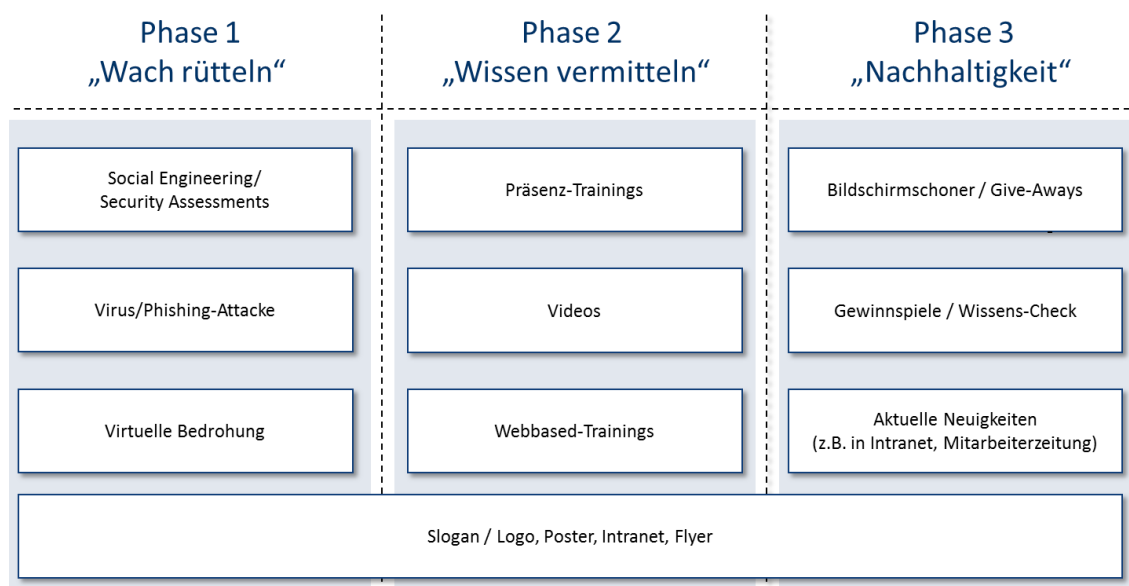 Phase 1
„Wach rütteln“
Phase 2
„Wissen vermitteln“
Phase 3
„Nachhaltigkeit“
Social Engineering/
Security Assessments
Präsenz-Trainings
Bildschirmschoner / Give-Aways
Virus/Phishing-Attacke
Videos
Gewinnspiele / Wissens-Check
Virtuelle Bedrohung
Webbased-Trainings
Aktuelle Neuigkeiten
(z.B. in Intranet, Mitarbeiterzeitung)
Slogan / Logo, Poster, Intranet, Flyer